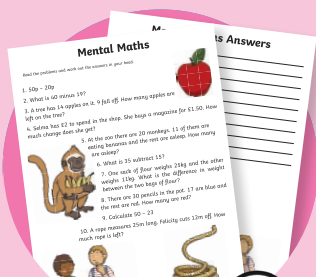 Mental Maths
Read the problems and work out the answers in your head.
1. 50p – 20p
2. What is 60 minus 19?
3. A tree has 14 apples on it. 9 fall off. How many apples are
left on the tree?
4. Selma has £2 to spend in the shop. She buys a magazine for £1.50. How
much change does she get?
5. At the zoo there are 20 monkeys. 11 of them are
eating bananas and the rest are asleep. How many
are asleep?
6. What is 35 subtract 15?
7. One sack of flour weighs 25kg and the other
weighs 11kg. What is the difference in weight
between the two bags of flour?
8. There are 30 pencils in the pot. 17 are blue and
the rest are red. How many are red?
9. Calculate 50 – 23
10. A rope measures 25m long. Felicity cuts 12m off. How
much rope is left?
Answers